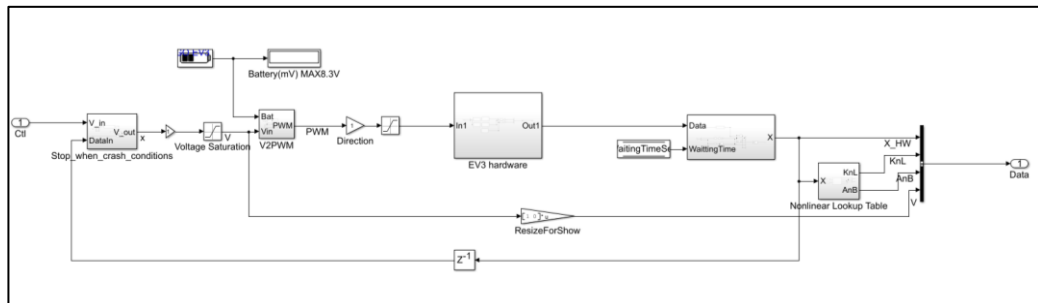 Battery(mV) MAX8.3V
1
Ctl
V_in
DataIn
V_out
x
Stop_when_crash_conditions
Voltage Saturation
V
Bat
Vin
PWM
V2PWM
PWM
Direction
In1
Out1
EV3 hardware
Data
WaittingTime
X
X_HW
X
KnL
AnB
Nonlinear Lookup Table
KnL
AnB
V
1
Data
ResizeForShow
Z-1